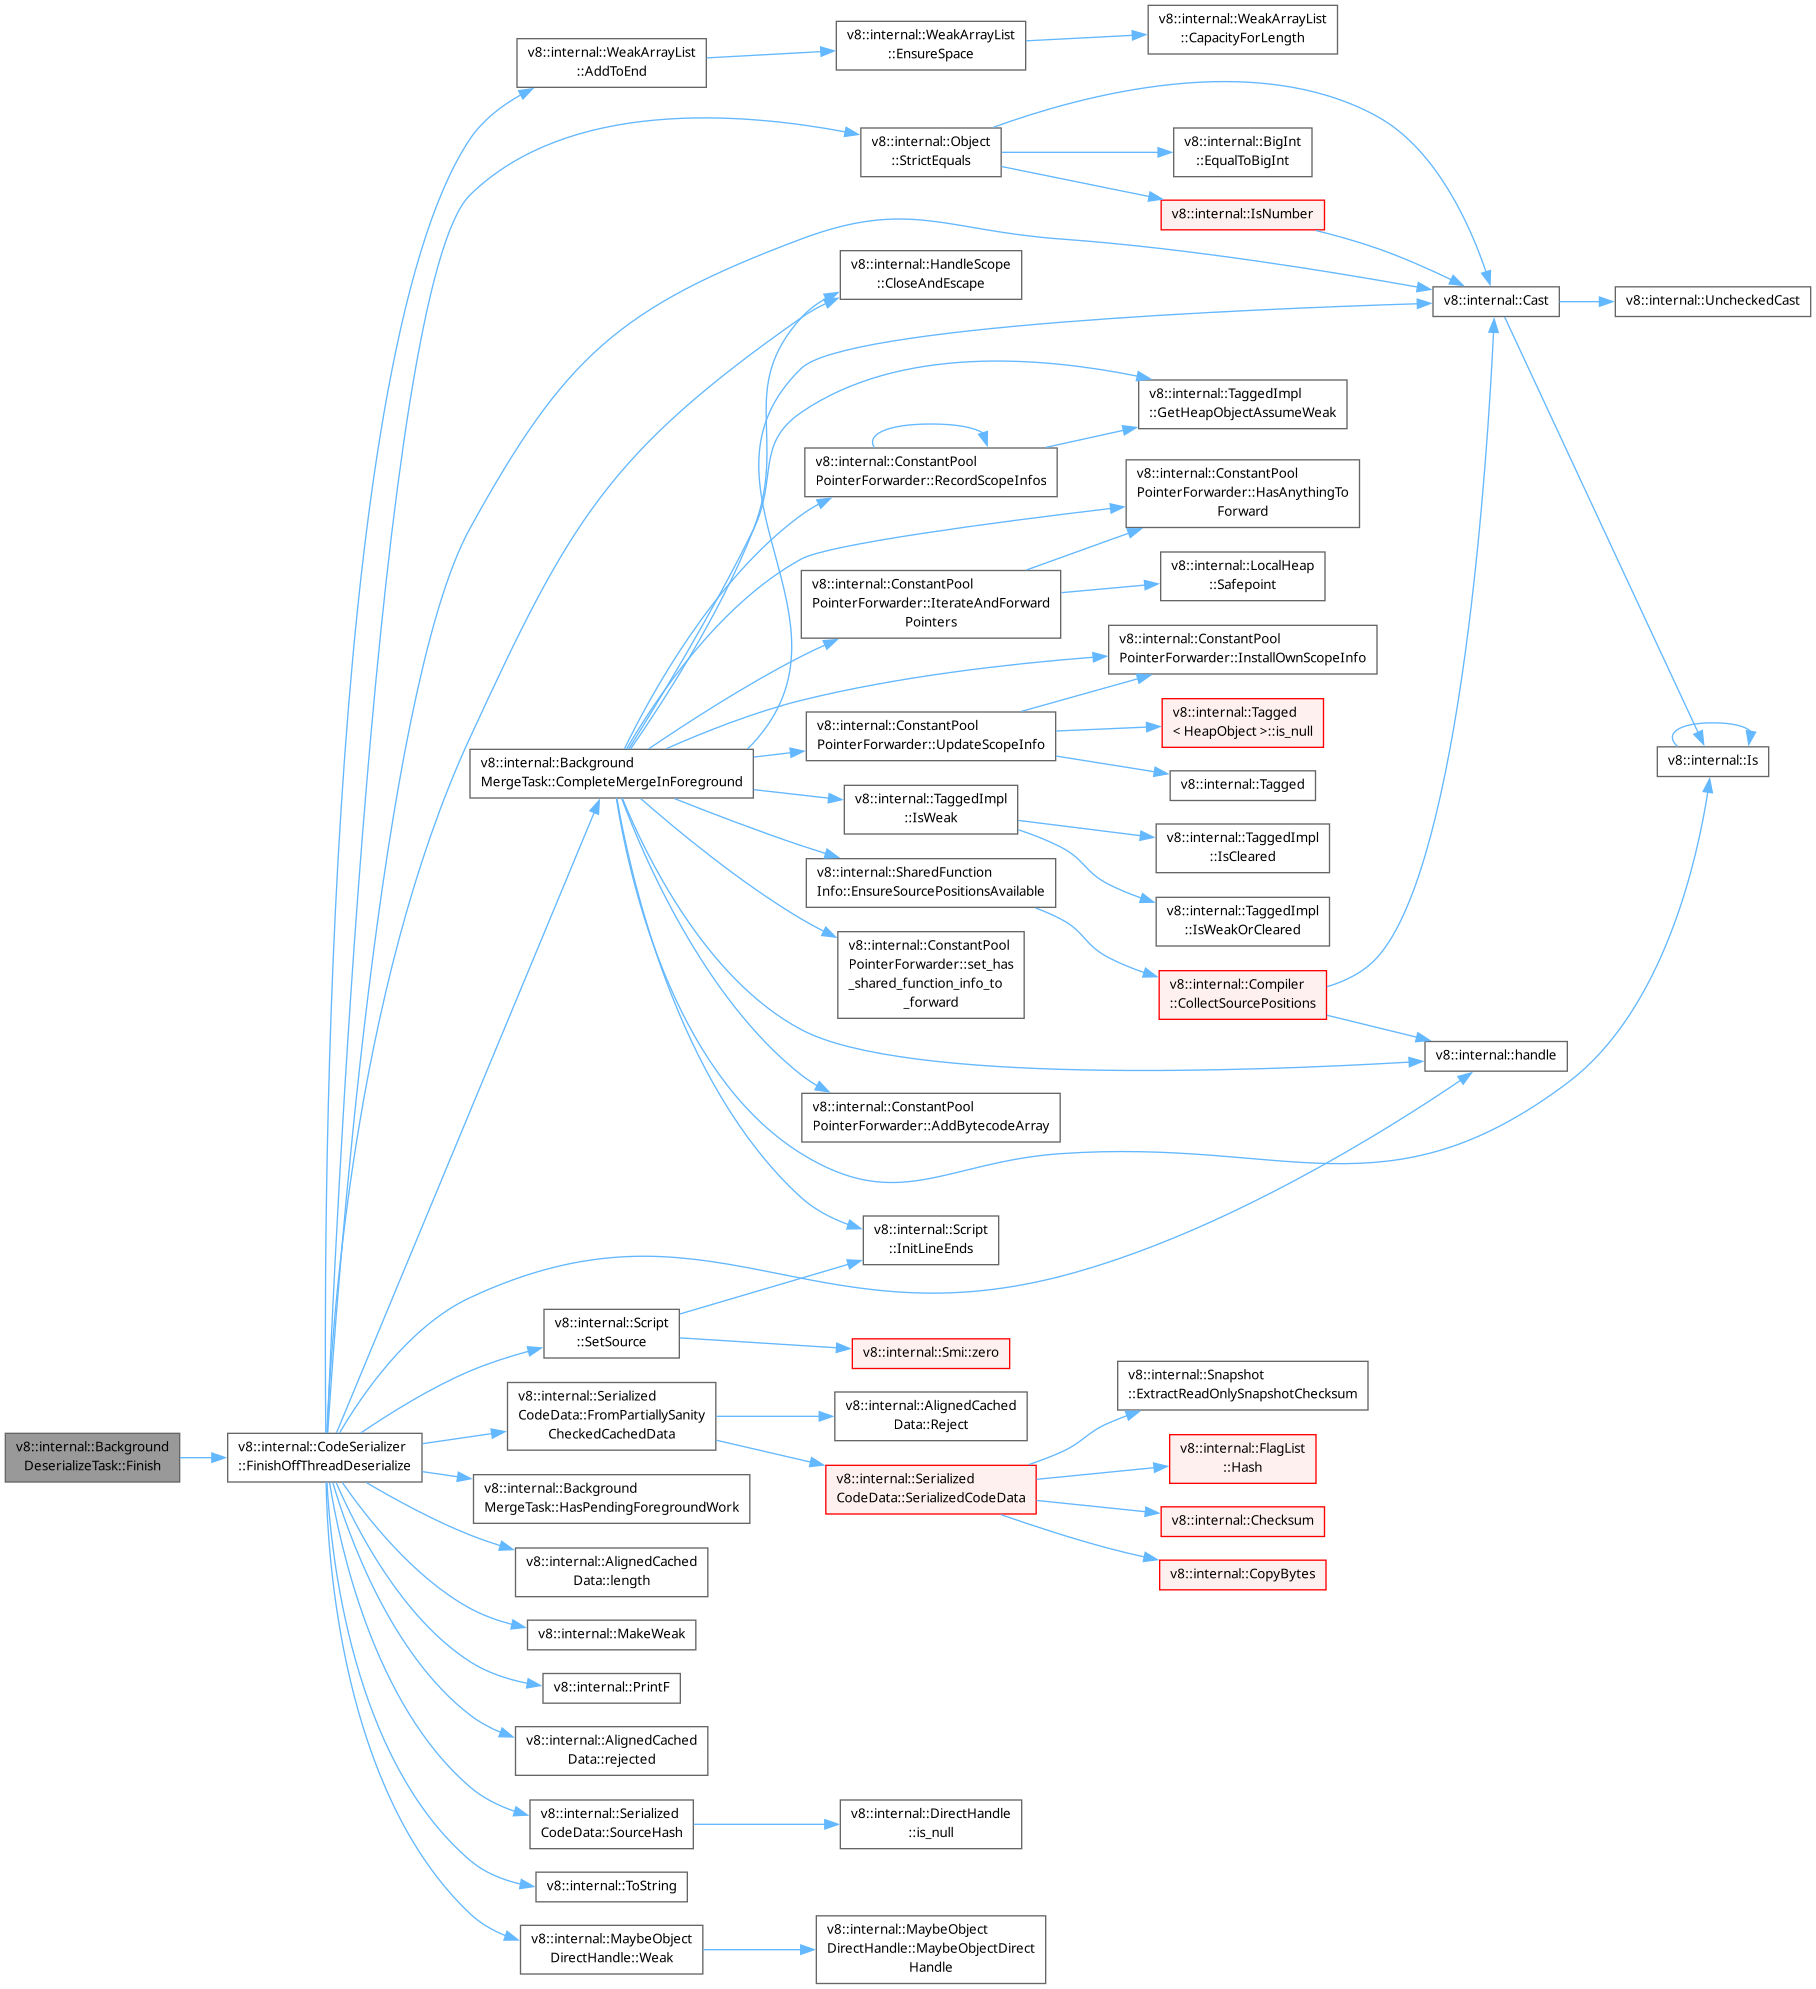 v8::internal::WeakArrayList
::CapacityForLength
v8::internal::WeakArrayList
::EnsureSpace
v8::internal::WeakArrayList
::AddToEnd
v8::internal::Object
::StrictEquals
v8::internal::BigInt
::EqualToBigInt
v8::internal::IsNumber
v8::internal::HandleScope
::CloseAndEscape
v8::internal::Cast
v8::internal::UncheckedCast
v8::internal::TaggedImpl
::GetHeapObjectAssumeWeak
v8::internal::ConstantPool
PointerForwarder::RecordScopeInfos
v8::internal::ConstantPool
PointerForwarder::HasAnythingTo
Forward
v8::internal::LocalHeap
::Safepoint
v8::internal::ConstantPool
PointerForwarder::IterateAndForward
Pointers
v8::internal::ConstantPool
PointerForwarder::InstallOwnScopeInfo
v8::internal::Tagged
< HeapObject >::is_null
v8::internal::ConstantPool
PointerForwarder::UpdateScopeInfo
v8::internal::Is
v8::internal::Background
MergeTask::CompleteMergeInForeground
v8::internal::Tagged
v8::internal::TaggedImpl
::IsWeak
v8::internal::TaggedImpl
::IsCleared
v8::internal::SharedFunction
Info::EnsureSourcePositionsAvailable
v8::internal::TaggedImpl
::IsWeakOrCleared
v8::internal::ConstantPool
PointerForwarder::set_has
_shared_function_info_to
_forward
v8::internal::Compiler
::CollectSourcePositions
v8::internal::handle
v8::internal::ConstantPool
PointerForwarder::AddBytecodeArray
v8::internal::Script
::InitLineEnds
v8::internal::Script
::SetSource
v8::internal::Smi::zero
v8::internal::Snapshot
::ExtractReadOnlySnapshotChecksum
v8::internal::Serialized
CodeData::FromPartiallySanity
CheckedCachedData
v8::internal::AlignedCached
Data::Reject
v8::internal::Background
DeserializeTask::Finish
v8::internal::CodeSerializer
::FinishOffThreadDeserialize
v8::internal::FlagList
::Hash
v8::internal::Serialized
CodeData::SerializedCodeData
v8::internal::Background
MergeTask::HasPendingForegroundWork
v8::internal::Checksum
v8::internal::AlignedCached
Data::length
v8::internal::CopyBytes
v8::internal::MakeWeak
v8::internal::PrintF
v8::internal::AlignedCached
Data::rejected
v8::internal::Serialized
CodeData::SourceHash
v8::internal::DirectHandle
::is_null
v8::internal::ToString
v8::internal::MaybeObject
DirectHandle::Weak
v8::internal::MaybeObject
DirectHandle::MaybeObjectDirect
Handle